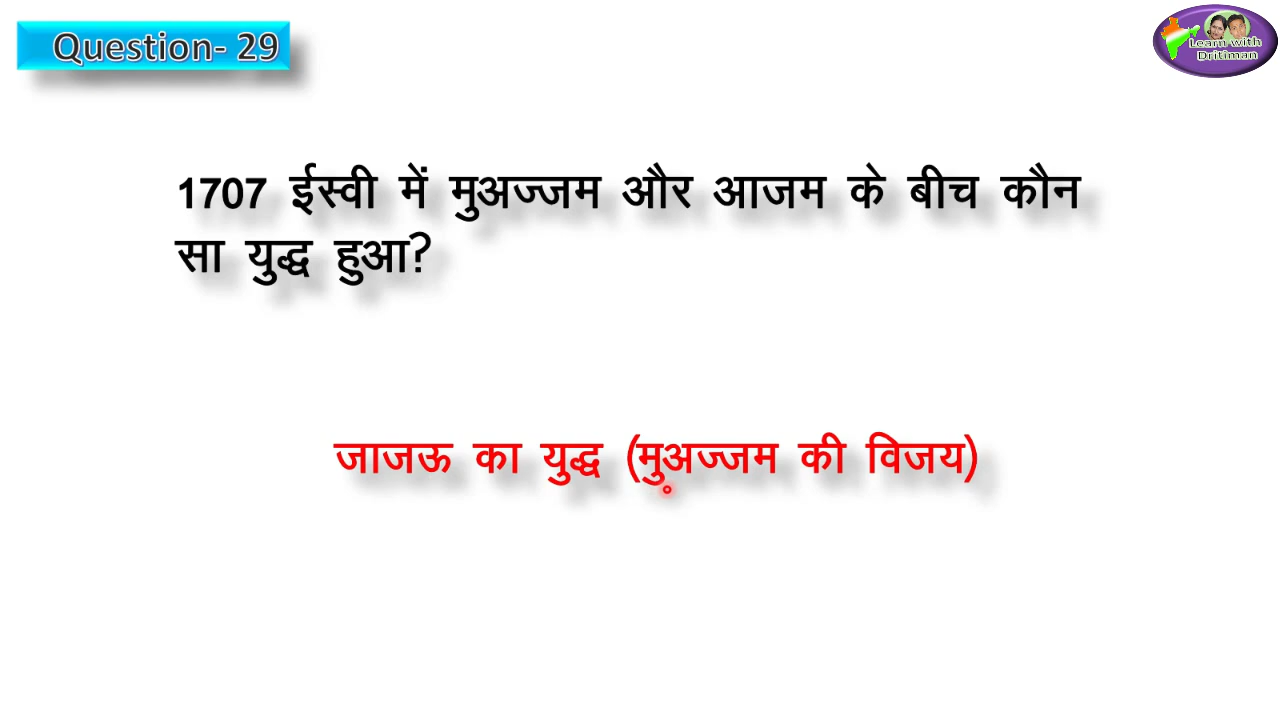 Question- 29
Learn with
Dritiman
1707 ईस्वी में मुअज्जम और आजम के बीच कौन
सा युद्ध हुआ?
जाजऊ का युद्ध (मुअज्जम की विजय)